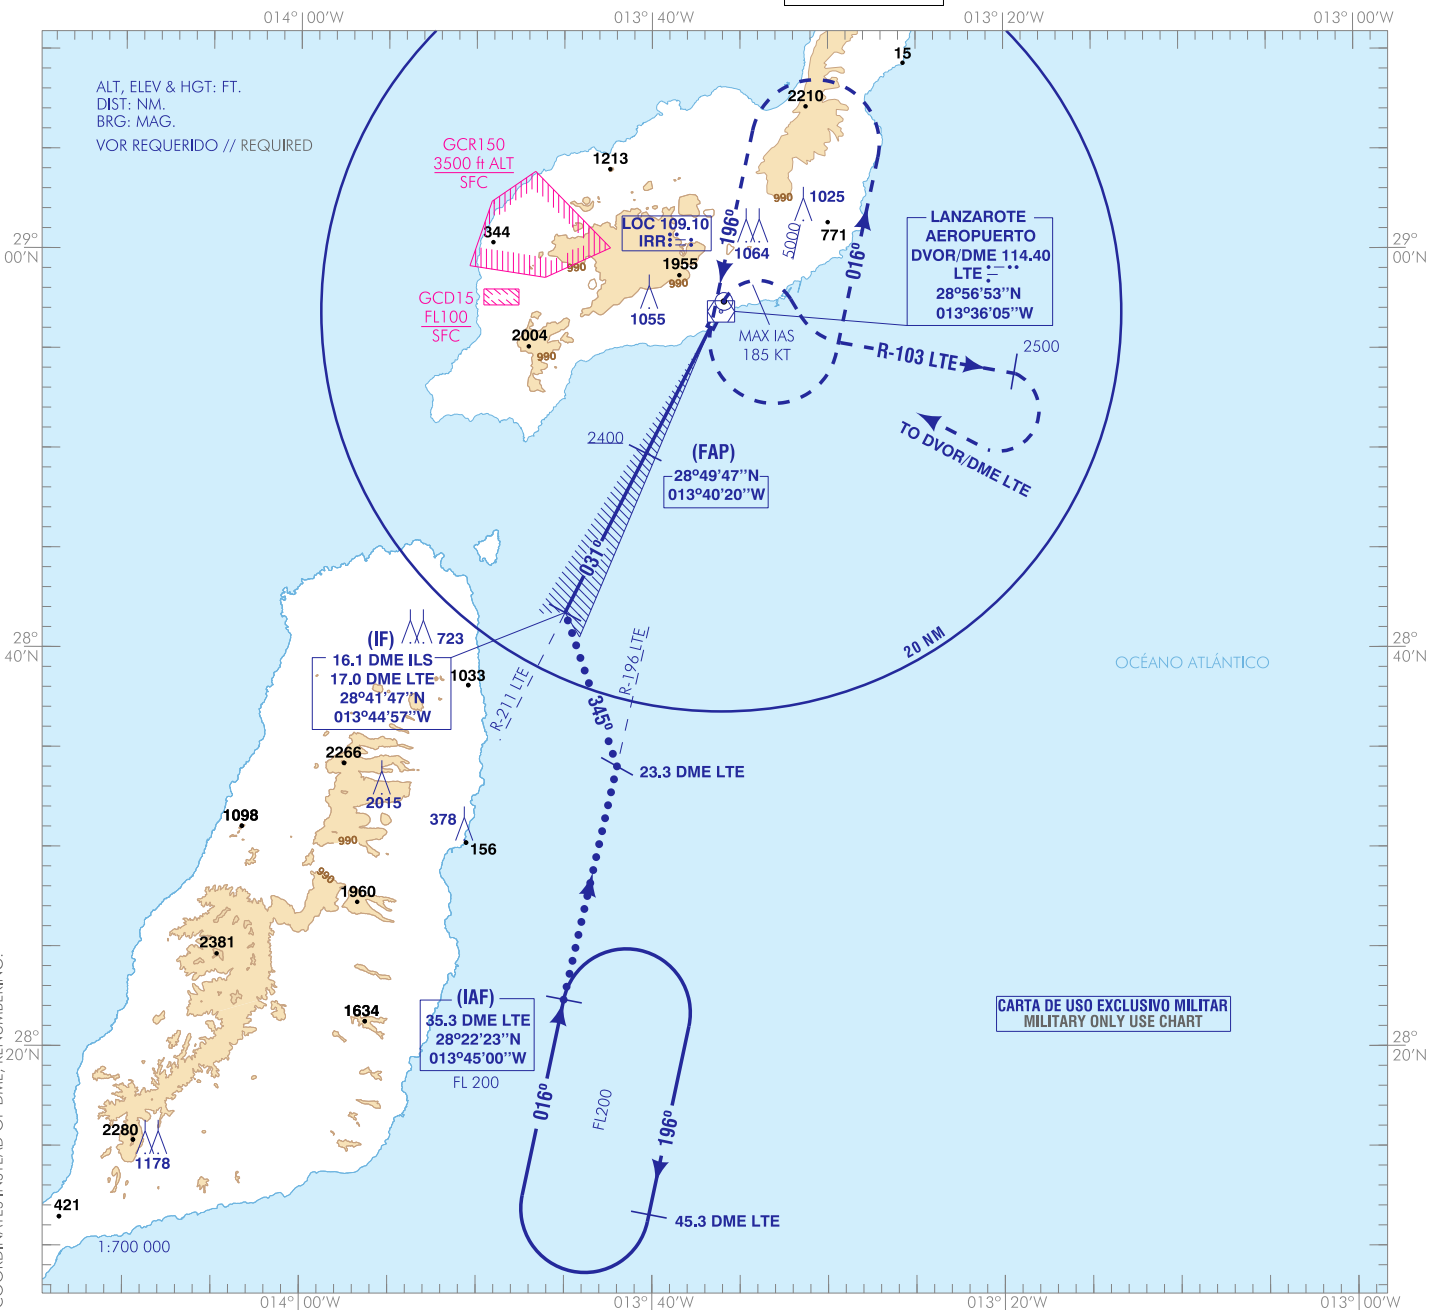 014° 00'W
013° 40'W
013° 20'W
013° 00'W
ALT, ELEV & HGT: FT.
DIST: NM.
BRG: MAG.
VOR REQUERIDO // REQUIRED
15
2210
GCR150
3500 ft ALT
SFC
1213
990
1025
LOC 109.10
IRR
196°
1064
5000
771
016°
LANZAROTE
AEROPUERTO
DVOR/DME 114.40
LTE
28°56'53''N
013°36'05''W
344
29°
00'N
29°
00'N
990
1955
990
GCD15
FL100
SFC
1055
2004
990
MAX IAS
185 KT
R-103 LTE
2500
2400
(FAP)
28°49'47''N
013°40'20''W
TO DVOR/DME LTE
031°
28°
40'N
28°
40'N
(IF)
16.1 DME ILS
17.0 DME LTE
28°41'47''N
013°44'57''W
723
1033
20 NM
OCÉANO ATLÁNTICO
R-211 LTE
R-196 LTE
345°
2266
23.3 DME LTE
2015
1098
378
156
990
990
1960
2381
(IAF)
35.3 DME LTE
28°22'23''N
013°45'00''W
FL 200
1634
CARTA DE USO EXCLUSIVO MILITAR
MILITARY ONLY USE CHART
28°
20'N
28°
20'N
016°
FL200
196°
2280
1178
421
45.3 DME LTE
1:700 000
014° 00'W
013° 40'W
013° 20'W
013° 00'W